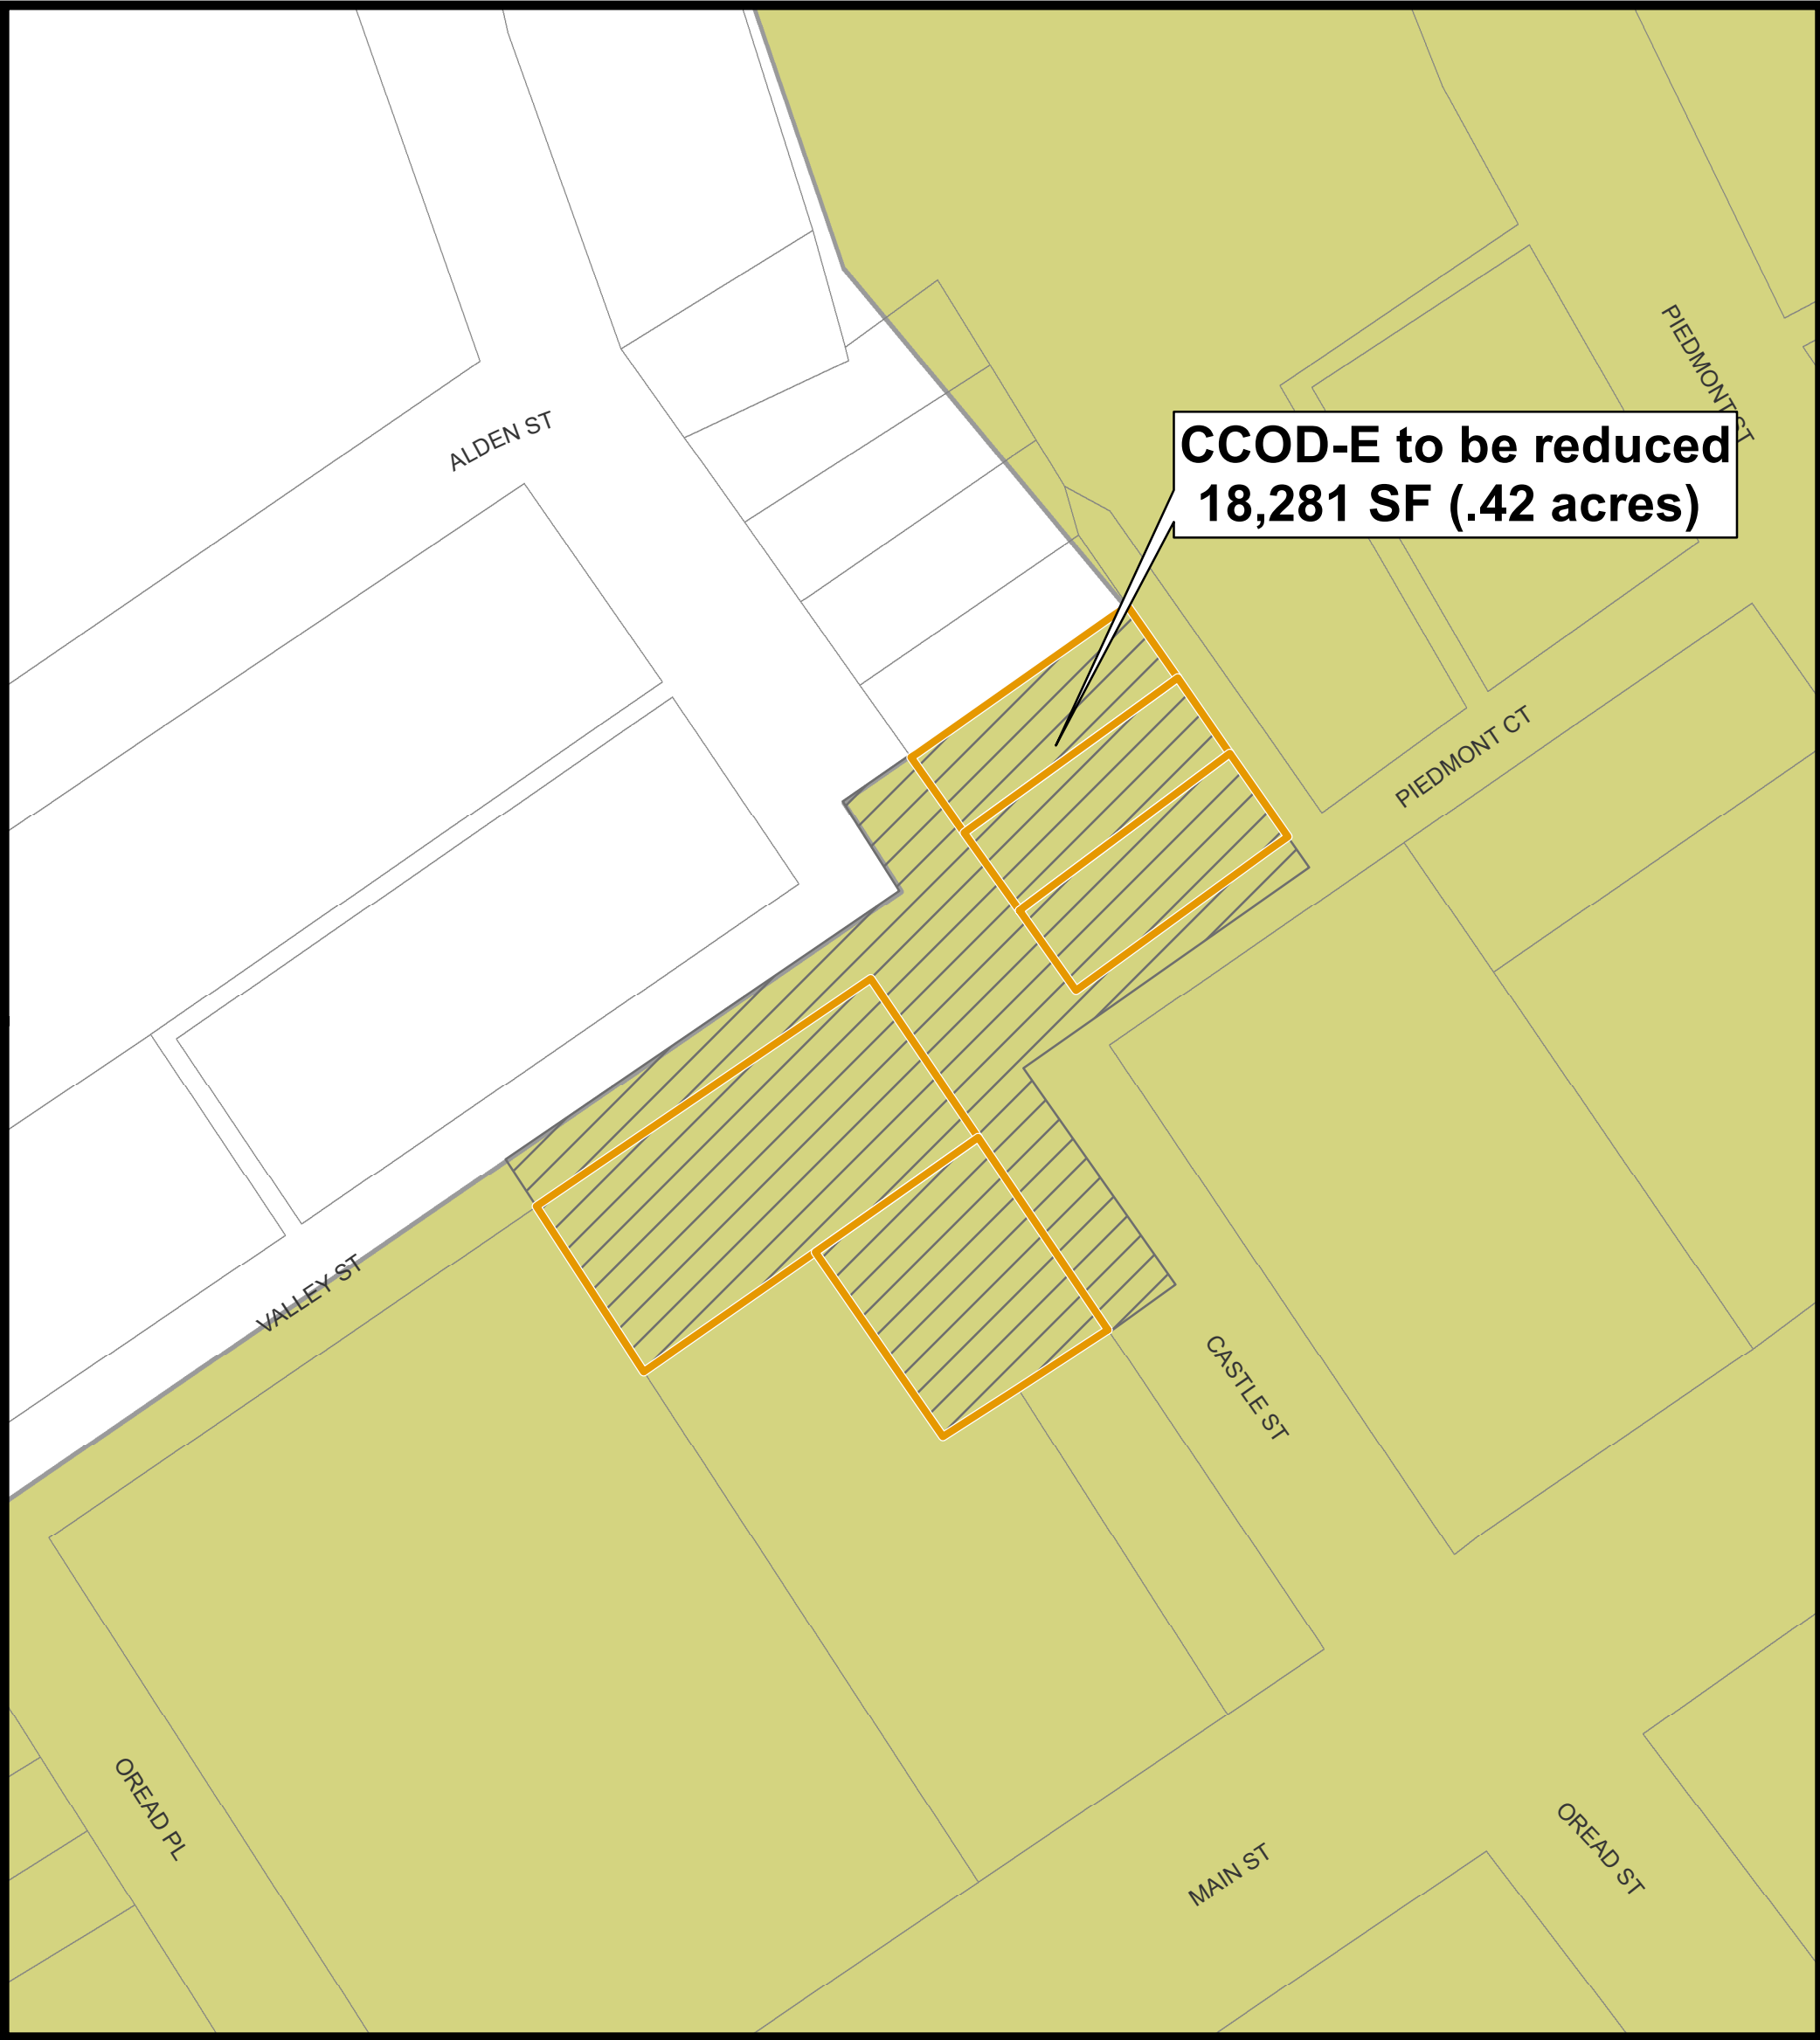 PIEDMONT CT
ALDEN ST
CCOD-E to be reduced
18,281 SF (.42 acres)
PIEDMONT CT
VALLEY ST
CASTLE ST
OREAD PL
OREAD ST
MAIN ST